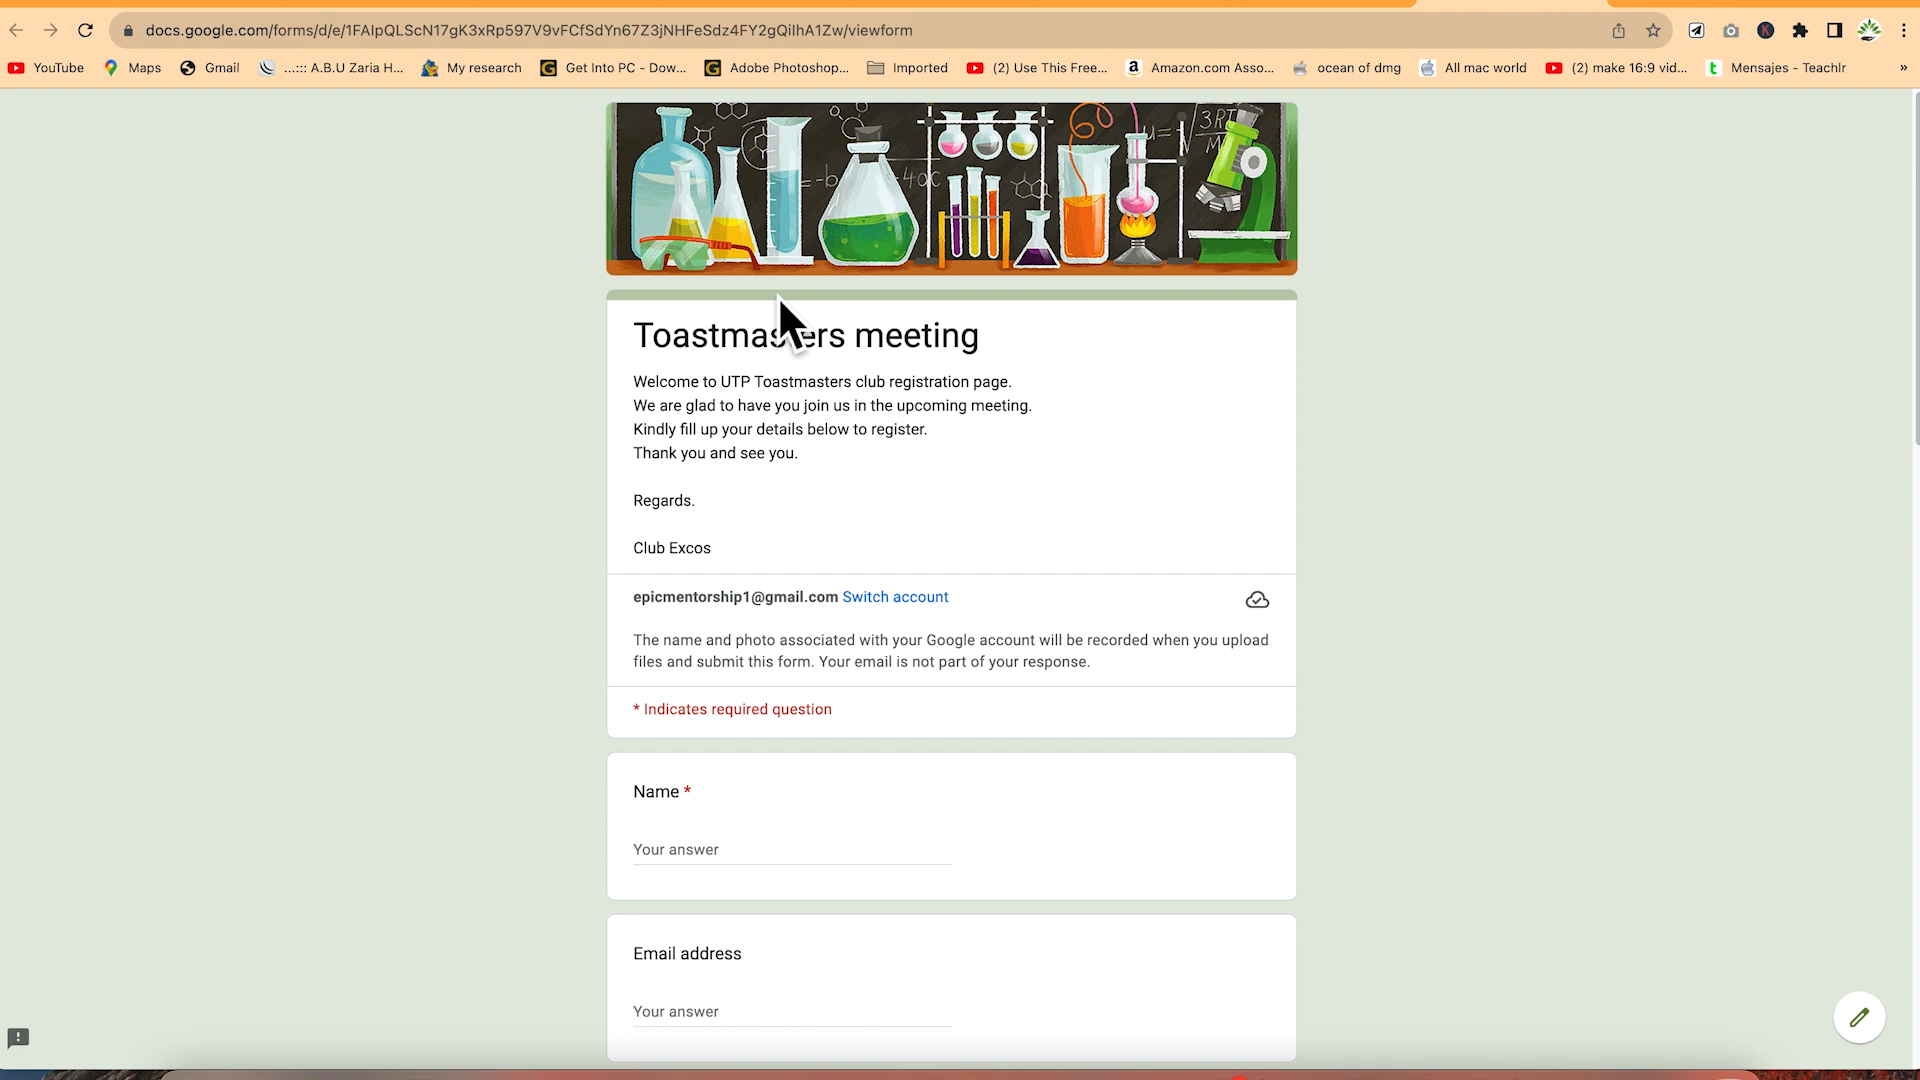 docs.google.com/forms/d/e/1FAIpQLScN17gK3xRp597V9vFCfSdYn67Z3jNHFeSdz4FY2gQiIhA1Zw/viewform
YouTube Maps Gmail ...::: A.B.U Zaria H... My research Get Into PC - Dow... Adobe Photoshop... Imported (2) Use This Free... Amazon.com Asso... ocean of dmg All mac world (2) make 16:9 vid... Mensajes - Teachlr »
Toastmasters meeting
Welcome to UTP Toastmasters club registration page.
We are glad to have you join us in the upcoming meeting.
Kindly fill up your details below to register.
Thank you and see you.
Regards.
Club Excos
epicmentorship1@gmail.com Switch account
The name and photo associated with your Google account will be recorded when you upload
files and submit this form. Your email is not part of your response.
* Indicates required question
Name *
Your answer
Email address
Your answer